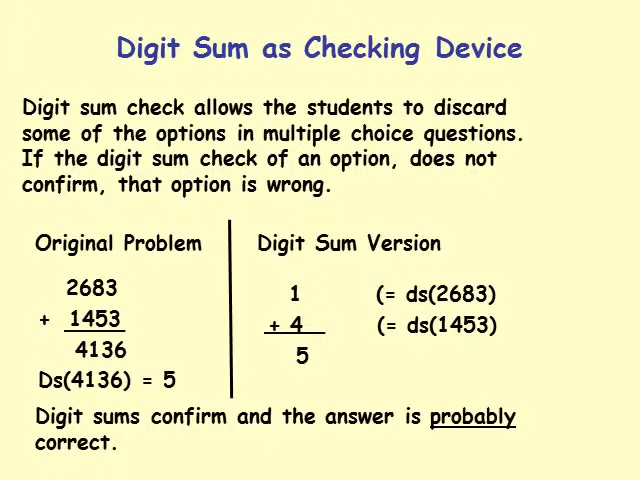 Digit Sum as Checking Device
Digit sum check allows the students to discard
some of the options in multiple choice questions.
If the digit sum check of an option, does not
confirm, that option is wrong.
Original Problem
2683
+ 1453
4136
Ds(4136) = 5
Digit Sum Version
1 (= ds(2683)
+ 4 (= ds(1453)
5
Digit sums confirm and the answer is probably
correct.